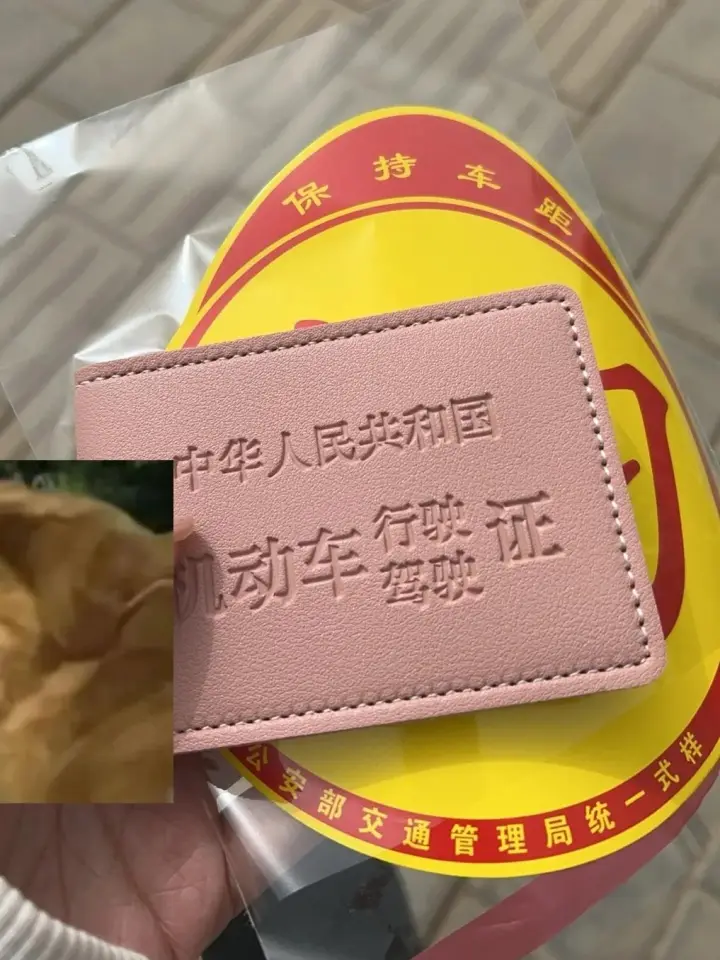 保持车距
中华人民共和国
机动车行驶证
驾驶
公安部交通管理局统一式样